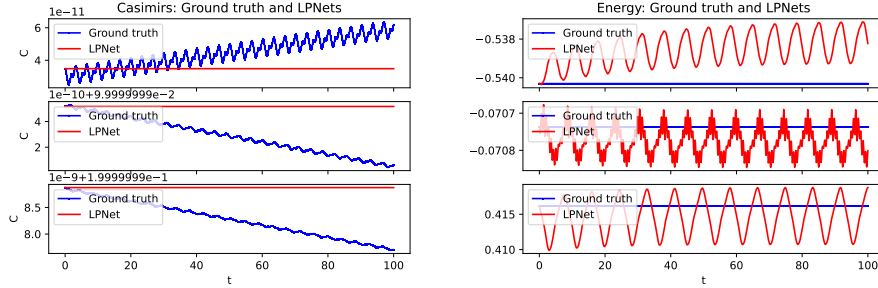 Casimirs: Ground truth and LPNets
1e−11
C
6
4
Ground truth
LPNet
1e−10+9.9999999e−2
C
4
2
Ground truth
LPNet
1e−9+1.9999999e−1
C
8.5
8.0
Ground truth
LPNet
0 20 40 60 80 100
t
Energy: Ground truth and LPNets
−0.538
−0.540
Ground truth
LPNet
−0.0707
−0.0708
Ground truth
LPNet
0.415
0.410
Ground truth
LPNet
0 20 40 60 80 100
t